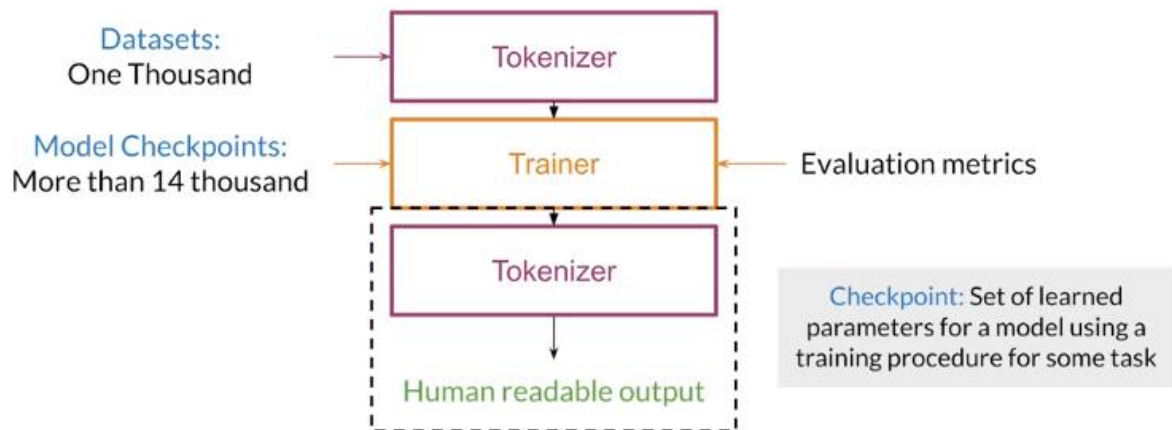 Datasets:
One Thousand
Tokenizer
Model Checkpoints:
More than 14 thousand
Trainer
Evaluation metrics
Tokenizer
Checkpoint: Set of learned
parameters for a model using a
training procedure for some task
Human readable output